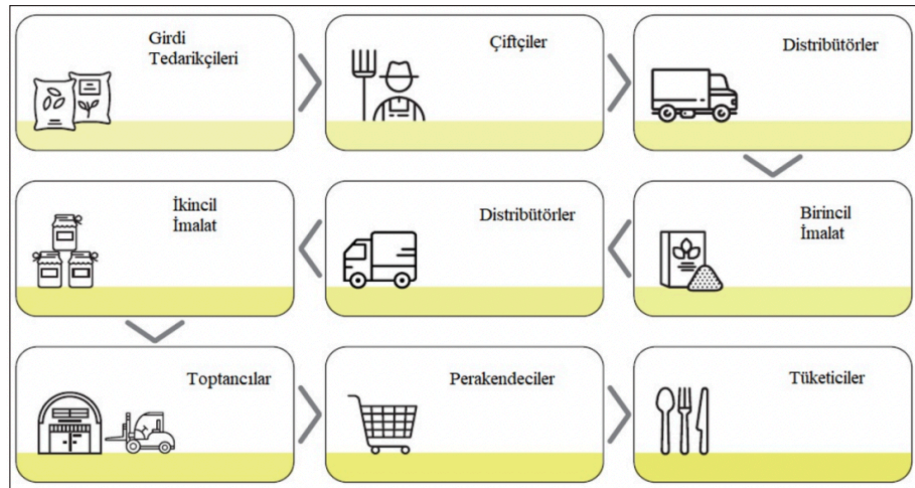 Girdi
Tedarikçileri
Çiftçiler
Distribütörler
Birincil
İmalat
Distribütörler
İkincil
İmalat
Toptancılar
Perakendeciler
Tüketiciler